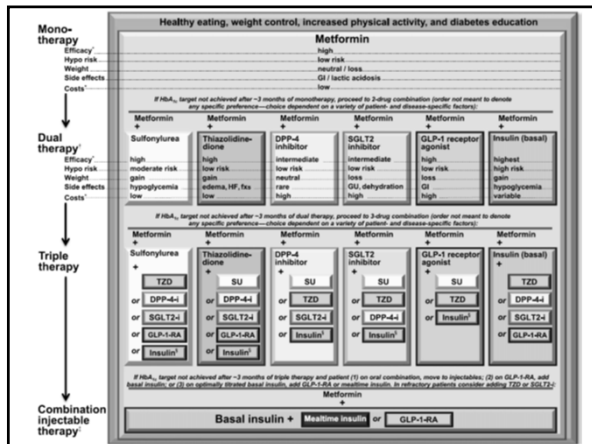 Healthy eating, weight control, increased physical activity, and diabetes education
Mono-
therapy
Metformin
Efficacy* high
Hypo risk low risk
Weight neutral / loss
Side effects GI / lactic acidosis
Costs* low
If HbA1c target not achieved after ~3 months of monotherapy, proceed to 2-drug combination (order not meant to denote
any specific preference—choice dependent on a variety of patient- and disease-specific factors):
Metformin Metformin Metformin Metformin Metformin Metformin
+ + + + + +
Dual
therapy†
Sulfonylurea Thiazolidine- DPP-4 SGLT2 GLP-1 receptor Insulin (basal)
dione inhibitor inhibitor agonist
Efficacy* high high intermediate intermediate high highest
Hypo risk moderate risk low risk low risk low risk low risk high risk
Weight gain gain neutral loss loss gain
Side effects hypoglycemia edema, HF, fxs rare GU, dehydration GI hypoglycemia
Costs* low low high high high variable
If HbA1c target not achieved after ~3 months of dual therapy, proceed to 3-drug combination (order not meant to denote
any specific preference—choice dependent on a variety of patient- and disease-specific factors):
Metformin Metformin Metformin Metformin Metformin Metformin
+ + + + + +
Triple
therapy
Sulfonylurea Thiazolidine- DPP-4 SGLT2 GLP-1 receptor Insulin (basal)
dione inhibitor inhibitor agonist
+ + + + + +
TZD SU SU SU SU TZD
or DPP-4-i or DPP-4-i or TZD or TZD or TZD or DPP-4-i
or SGLT2-i or SGLT2-i or SGLT2-i or DPP-4-i or Insulin§ or SGLT2-i
or GLP-1-RA or GLP-1-RA or Insulin§ or Insulin§ or GLP-1-RA
or Insulin§ or Insulin§
If HbA1c target not achieved after ~3 months of triple therapy and patient (1) on oral combination, move to injectables; (2) on GLP-1-RA, add
basal insulin; or (3) on optimally titrated basal insulin, add GLP-1-RA or mealtime insulin. In refractory patients consider adding TZD or SGLT2-i:
Metformin
+
Combination
injectable
therapy‡
Basal insulin + Mealtime insulin or GLP-1-RA